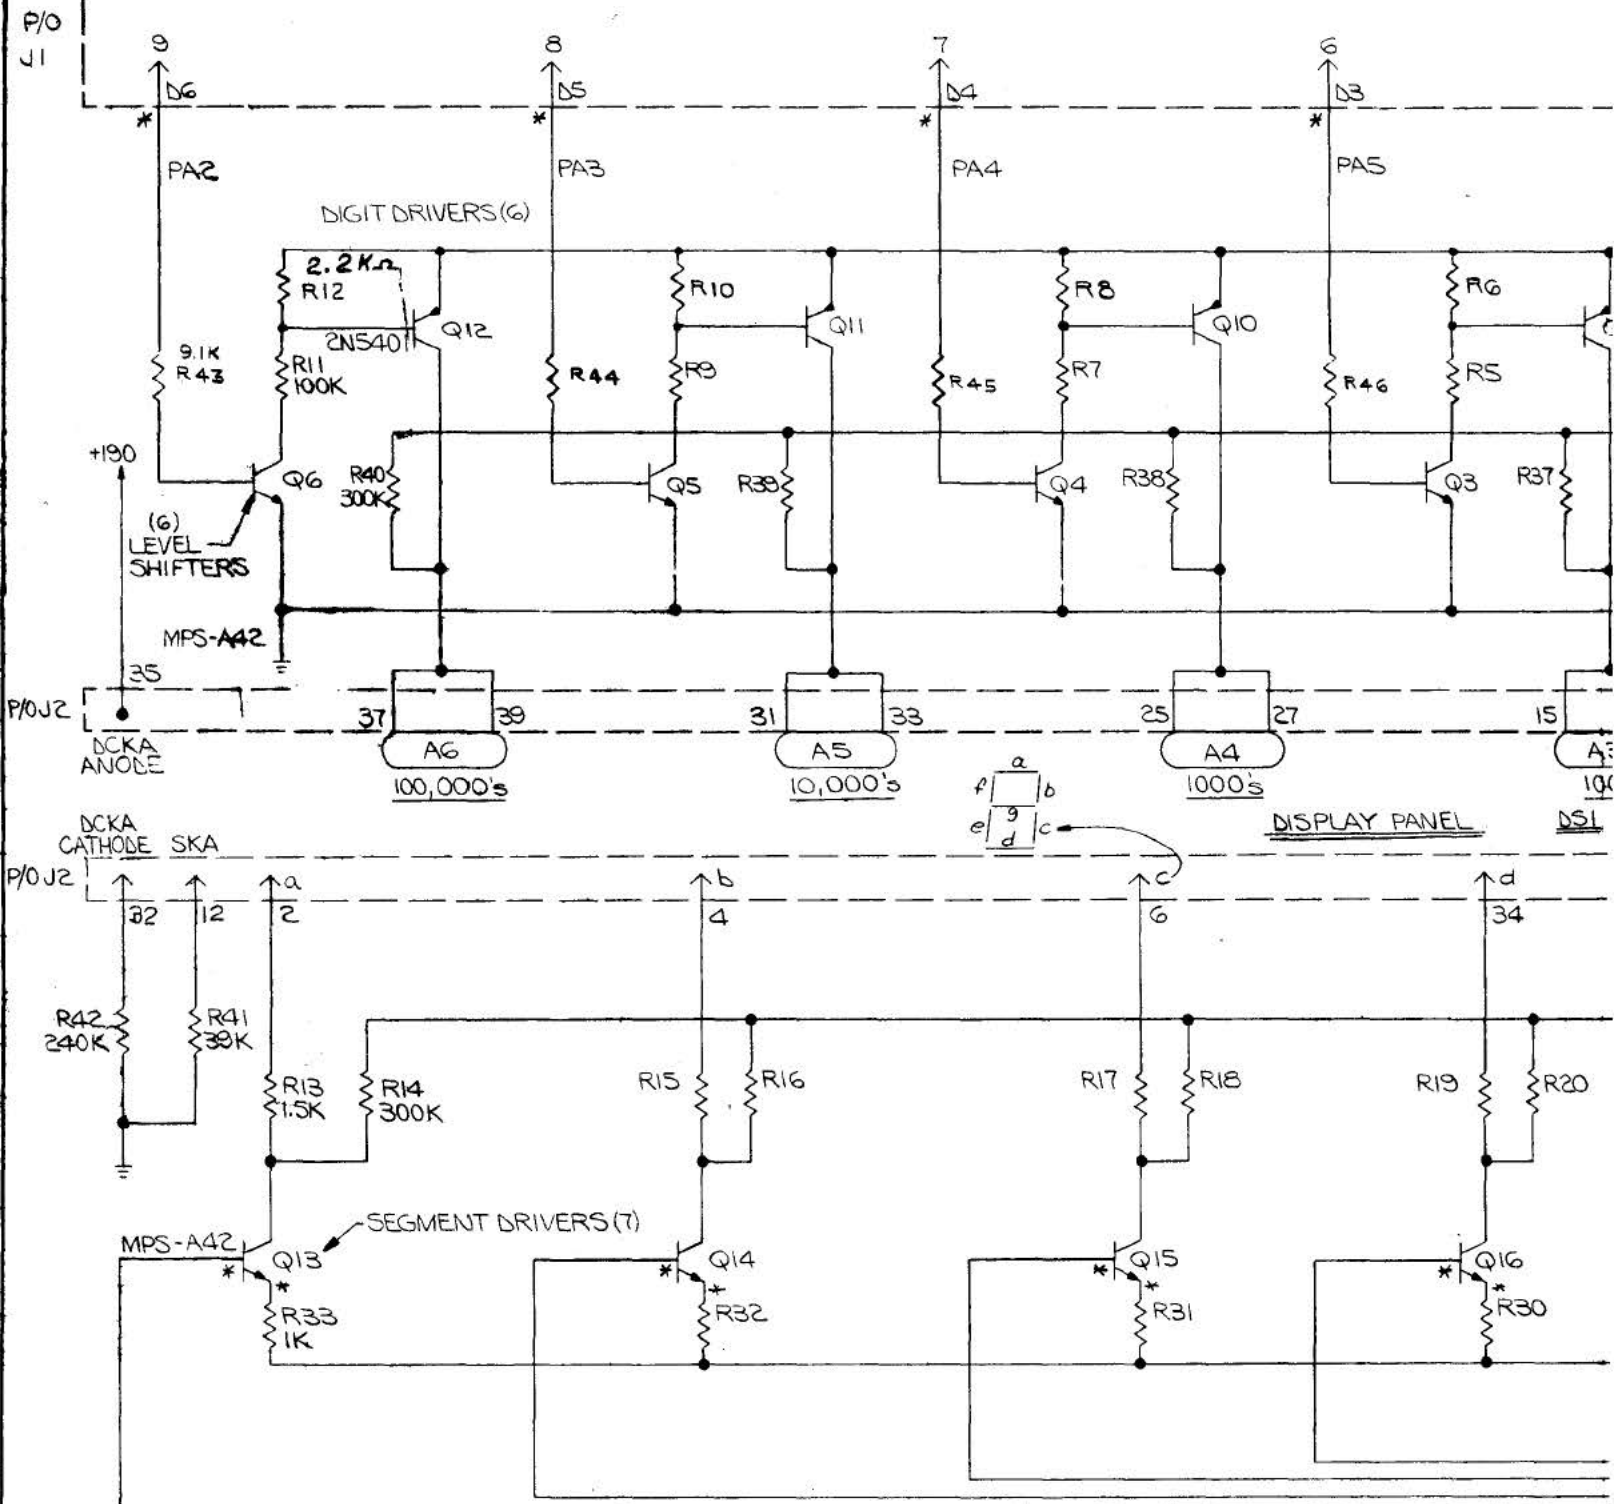 P/O
J1
9
8
7
6
D6
D5
D4
D3
*
*
*
*
PA2
PA3
PA4
PA5
DIGIT DRIVERS (6)
2.2KΩ
R12
R10
R8
R6
Q12
Q11
Q10
2N5401
9.1K
R43
R11
100K
R44
R9
R45
R7
R46
R5
+190
Q6
R40
300K
Q5
R39
Q4
R38
Q3
R37
(6)
LEVEL
SHIFTERS
MPS-A42
35
P/O J2
37
39
31
33
25
27
15
DCKA
ANODE
A6
A5
A4
100,000's
10,000's
1000's
a
f
b
g
e
c
d
DISPLAY PANEL
DS1
DCKA
CATHODE SKA
P/O J2
a
b
c
d
32
12
2
4
6
34
R42
240K
R41
39K
R13
1.5K
R14
300K
R15
R16
R17
R18
R19
R20
SEGMENT DRIVERS (7)
MPS-A42
Q13
Q14
Q15
Q16
*
*
*
*
*
*
*
*
R33
1K
R32
R31
R30